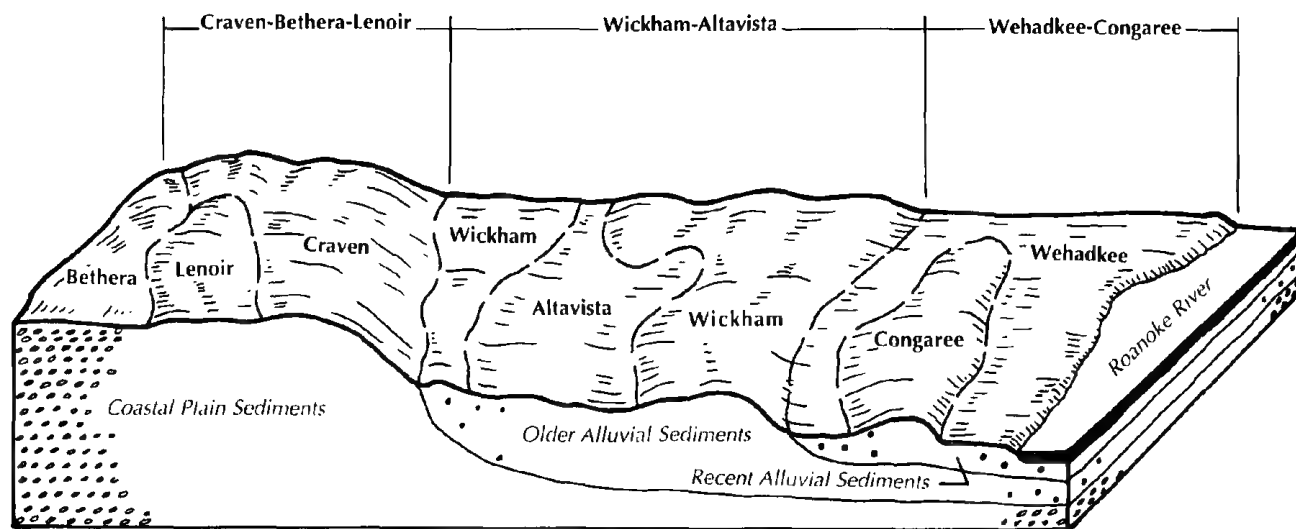 Craven-Bethera-Lenoir
Wickham-Altavista
Wehadkee-Congaree
Bethera
Lenoir
Craven
Wickham
Altavista
Wickham
Congaree
Wehadkee
Roanoke River
Coastal Plain Sediments
Older Alluvial Sediments
Recent Alluvial Sediments